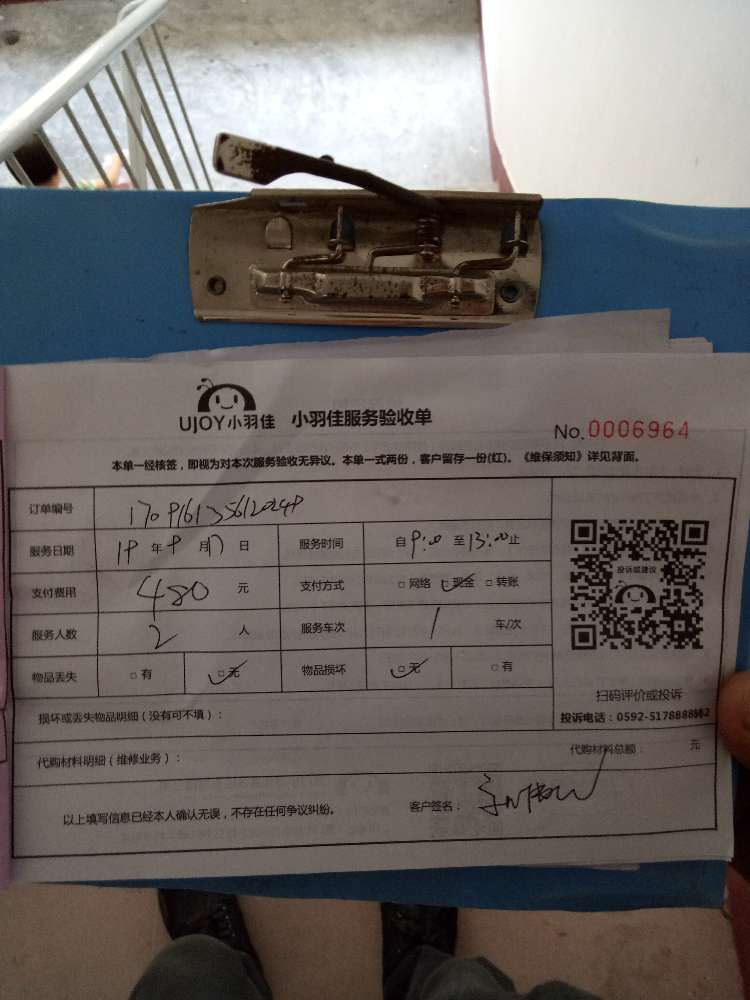 UJOY小羽佳 小羽佳服务验收单
No.0006964
本单一经核签，即视为对本次服务验收无异议。本单一式两份，客户留存一份(红)。《维保须知》详见背面。
订单编号
服务日期 年 9 月 17 日 服务时间 自 9:00 至 13:00 止
支付费用 480 元 支付方式 □网络 □现金 □转账
服务人数 2 人 服务车次 1 车/次
物品丢失 □有 □无 物品损坏 □无 □有
投诉或建议
扫码评价或投诉
投诉电话：0592-5178888转2
损坏或丢失物品明细（没有可不填）：
代购材料明细（维修业务）： 代购材料总额： 元
以上填写信息已经本人确认无误，不存在任何争议纠纷。 客户签名：